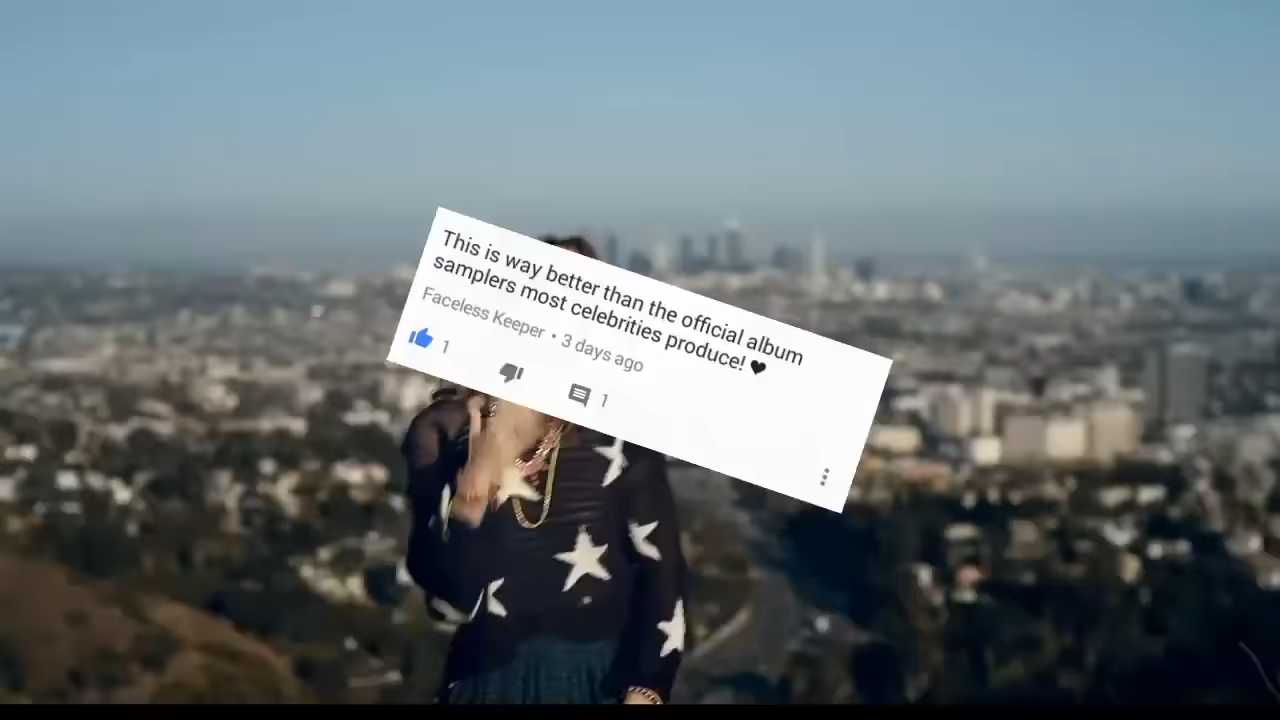 This is way better than the official album
samplers most celebrities produce! ♥
Faceless Keeper • 3 days ago
1
1